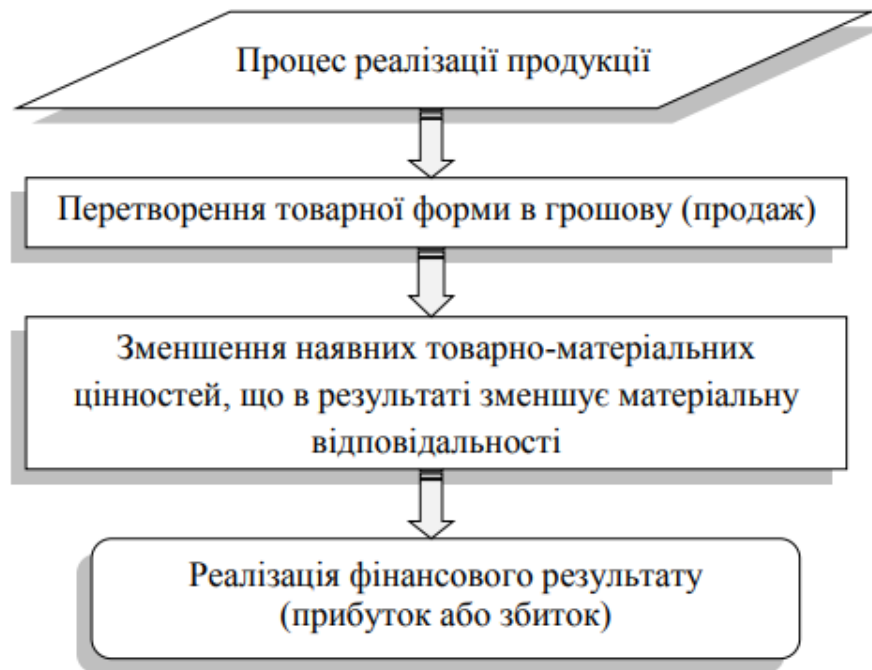 Процес реалізації продукції
Перетворення товарної форми в грошову (продаж)
Зменшення наявних товарно-матеріальних
цінностей, що в результаті зменшує матеріальну
відповідальності
Реалізація фінансового результату
(прибуток або збиток)